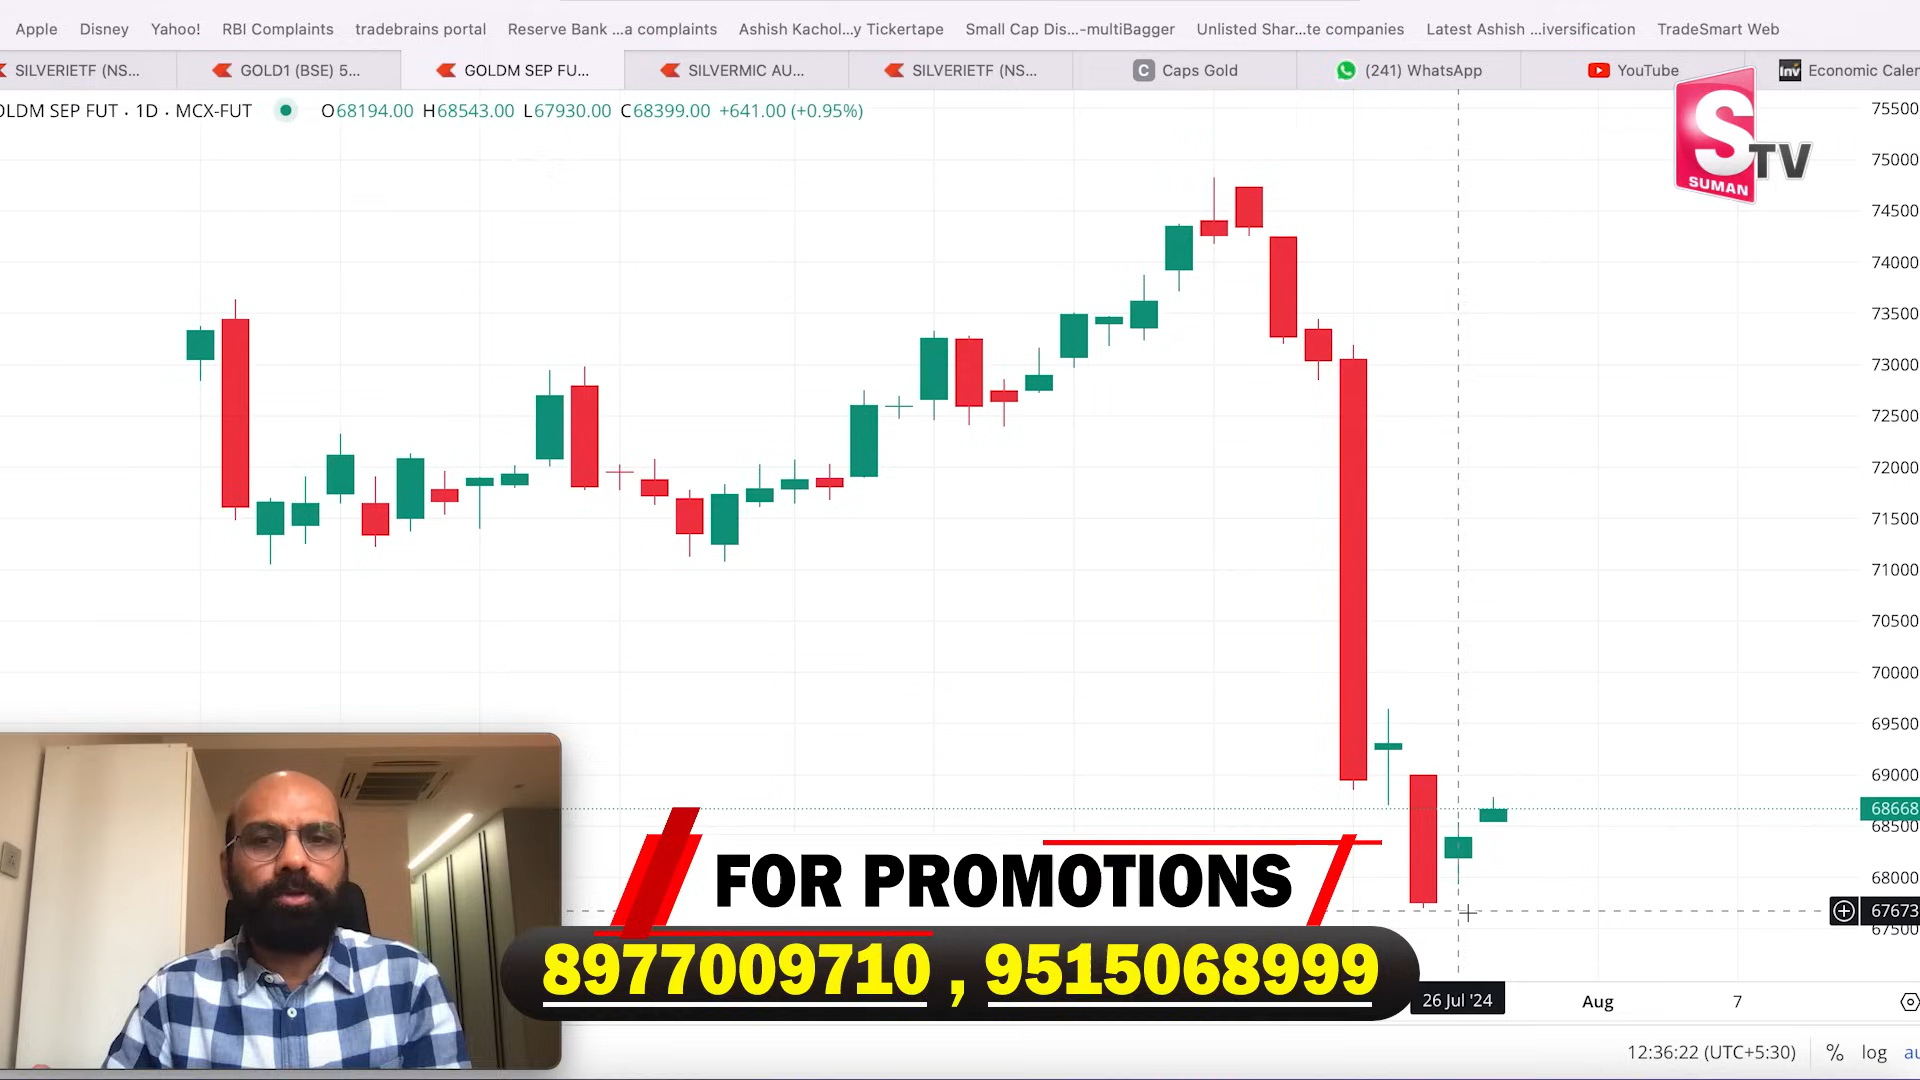 Apple Disney Yahoo! RBI Complaints tradebrains portal Reserve Bank ...a complaints Ashish Kachol...y Tickertape Small Cap Dis...-multiBagger Unlisted Shar...te companies Latest Ashish ...iversification TradeSmart Web
SILVERIETF (NS... GOLD1 (BSE) 5... GOLDM SEP FU... SILVERMIC AU... SILVERIETF (NS... C Caps Gold (241) WhatsApp YouTube Inv Economic Caler
OLDM SEP FUT · 1D · MCX-FUT O68194.00 H68543.00 L67930.00 C68399.00 +641.00 (+0.95%)
S TV
SUMAN
75500
75000
74500
74000
73500
73000
72500
72000
71500
71000
70500
70000
69500
69000
68668
68500
68000
67673
67500
FOR PROMOTIONS
8977009710 , 9515068999
26 Jul '24 Aug 7
12:36:22 (UTC+5:30) % log au